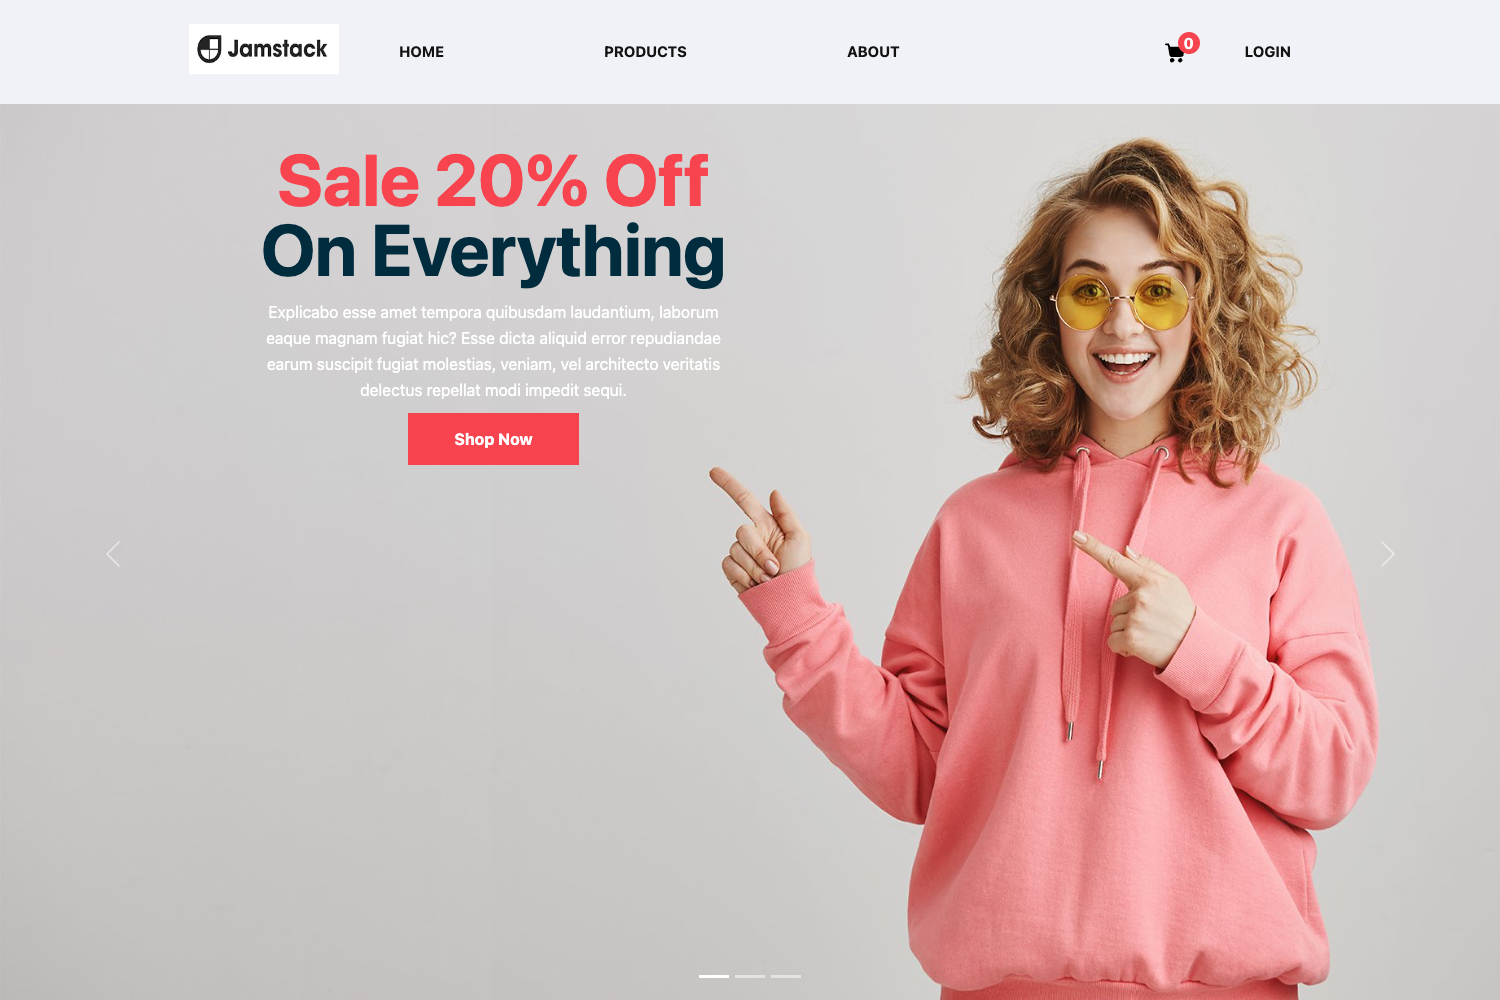 Jamstack
HOME
PRODUCTS
ABOUT
0
LOGIN
Sale 20% Off
On Everything
Explicabo esse amet tempora quibusdam laudantium, laborum
eaque magnam fugiat hic? Esse dicta aliquid error repudiandae
earum suscipit fugiat molestias, veniam, vel architecto veritatis
delectus repellat modi impedit sequi.
Shop Now